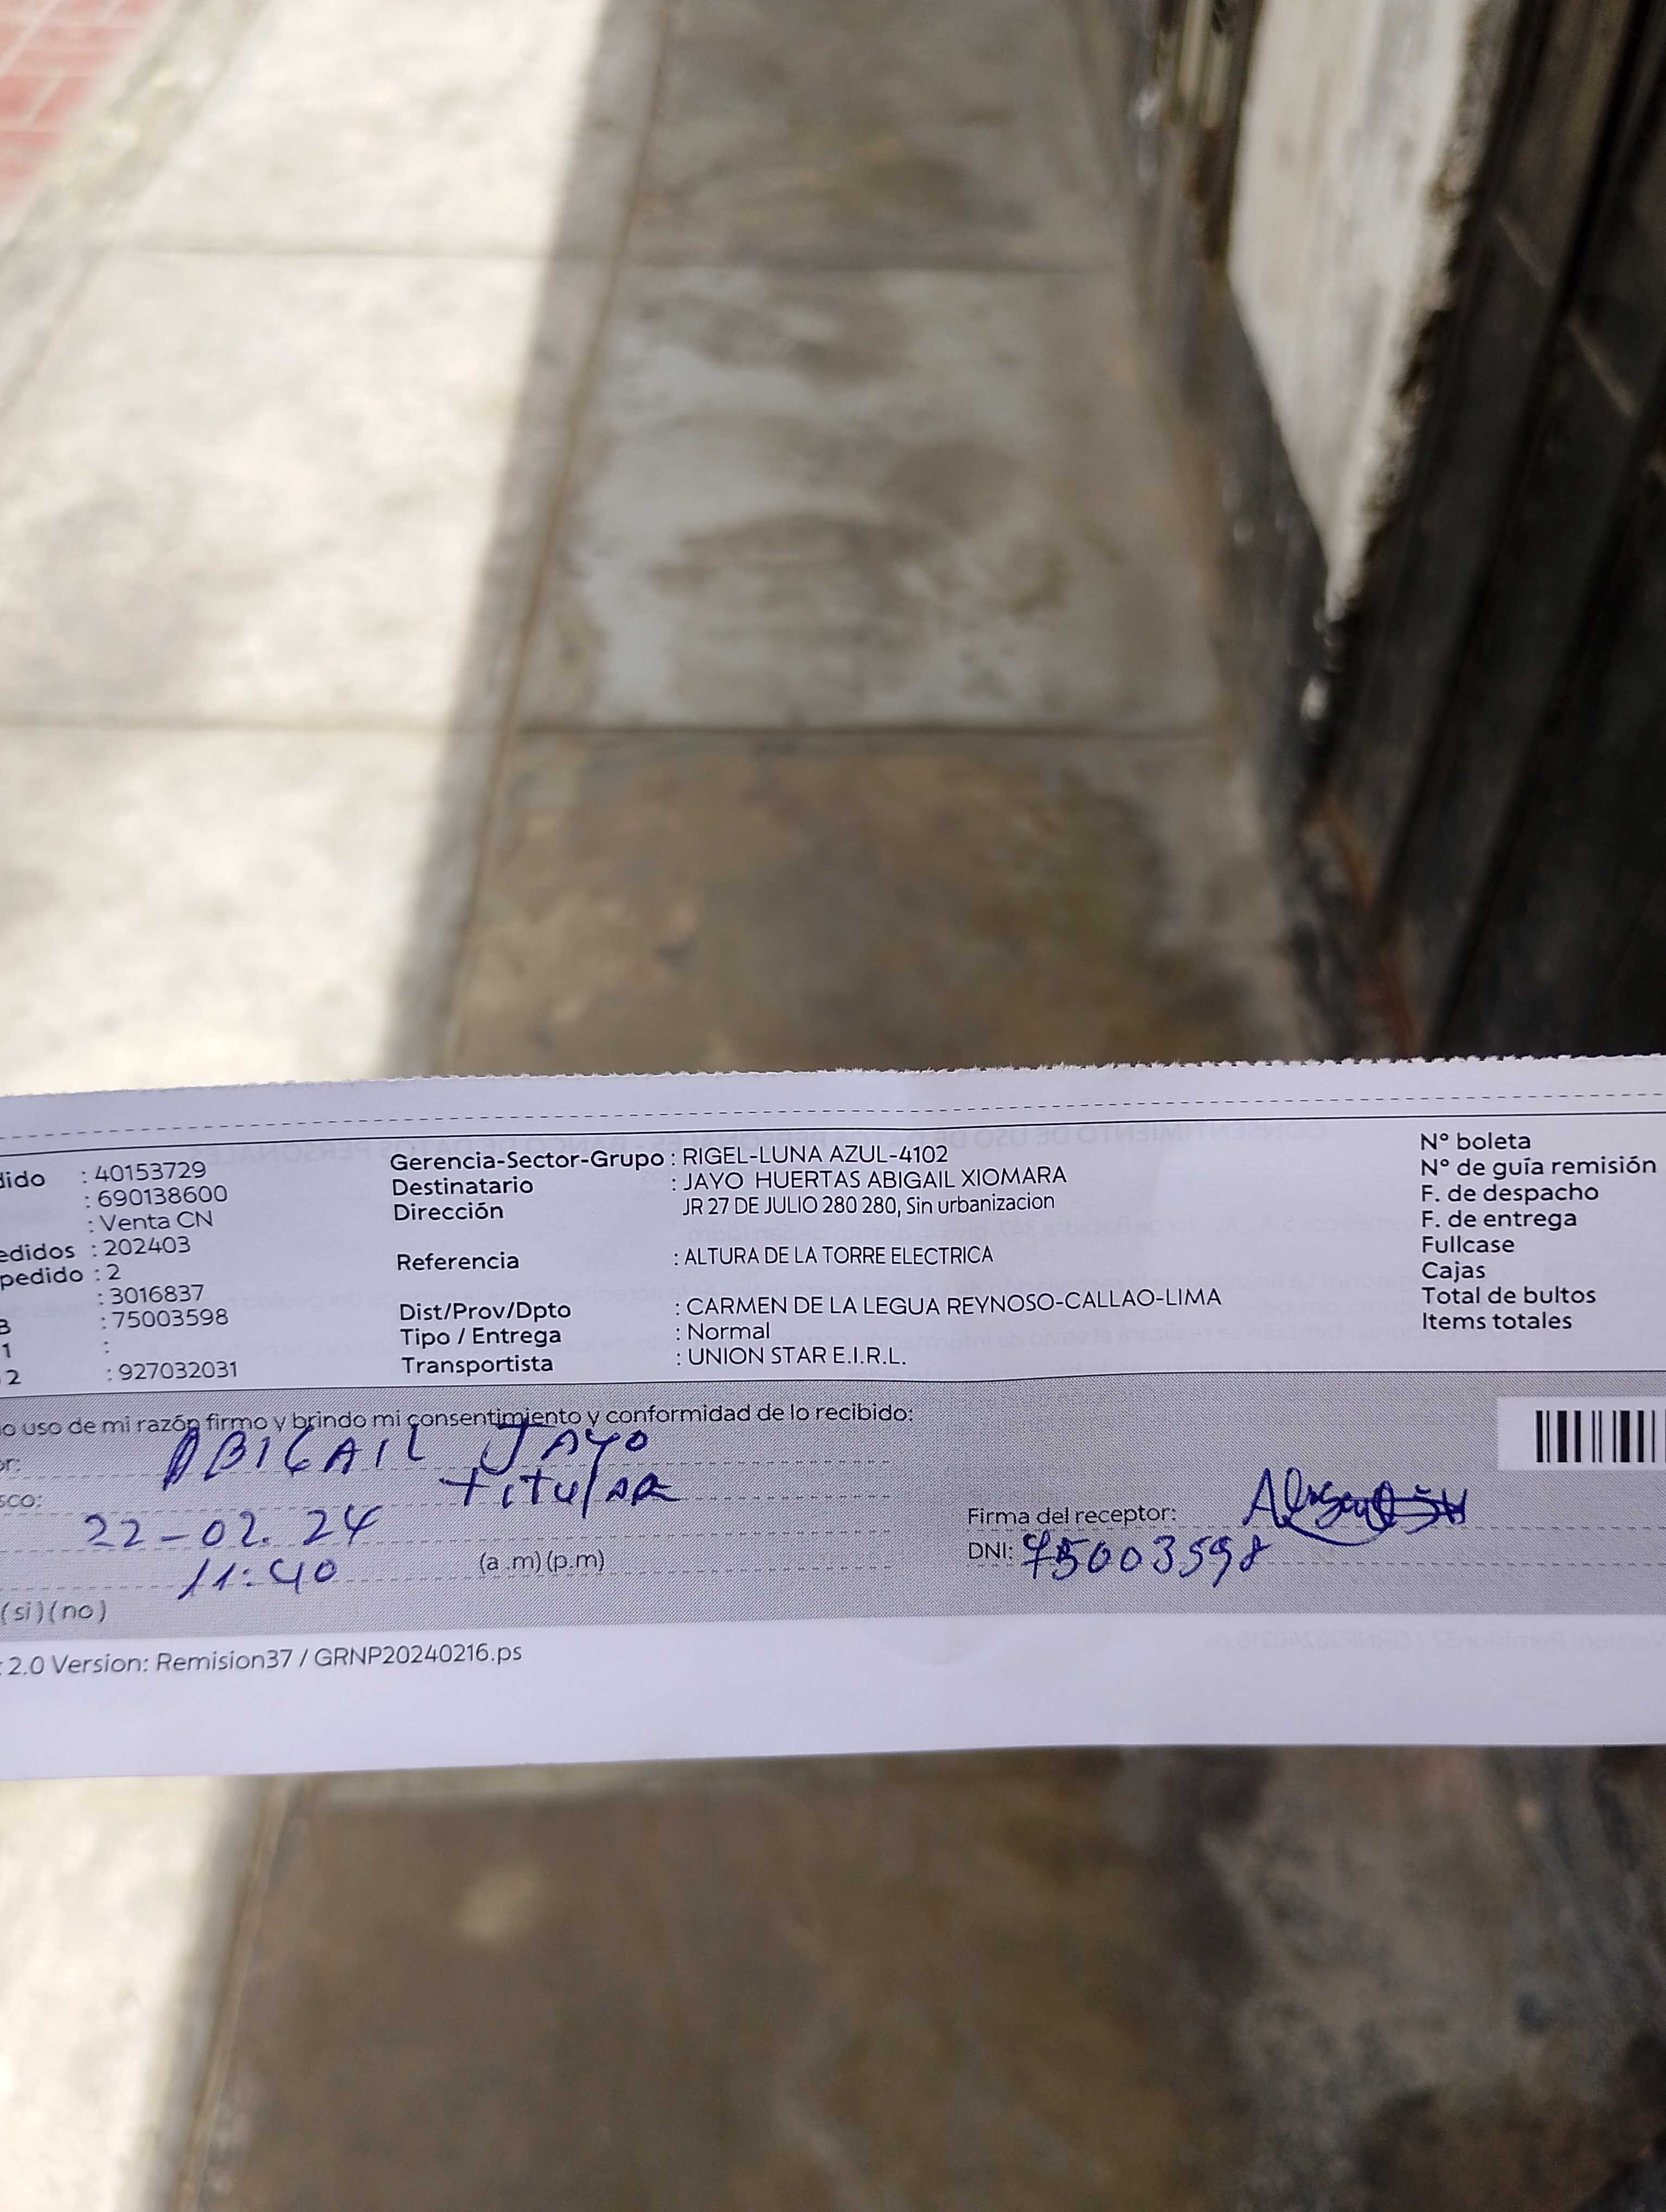 dido : 40153729
: 690138600
: Venta CN
edidos : 202403
pedido : 2
: 3016837
3 : 75003598
1 :
2 : 927032031
Gerencia-Sector-Grupo : RIGEL-LUNA AZUL-4102
Destinatario : JAYO HUERTAS ABIGAIL XIOMARA
Dirección JR 27 DE JULIO 280 280, Sin urbanizacion
Referencia : ALTURA DE LA TORRE ELECTRICA
Dist/Prov/Dpto : CARMEN DE LA LEGUA REYNOSO-CALLAO-LIMA
Tipo / Entrega : Normal
Transportista : UNION STAR E.I.R.L.
N° boleta
N° de guía remisión
F. de despacho
F. de entrega
Fullcase
Cajas
Total de bultos
Items totales
o uso de mi razón firmo y brindo mi consentimiento y conformidad de lo recibido:
or: ABIGAIL JAYO
sco: titular
22-02.24
11:40 (a .m) (p.m)
(si) (no)
Firma del receptor:
DNI: 75003598
2.0 Version: Remision37 / GRNP20240216.ps